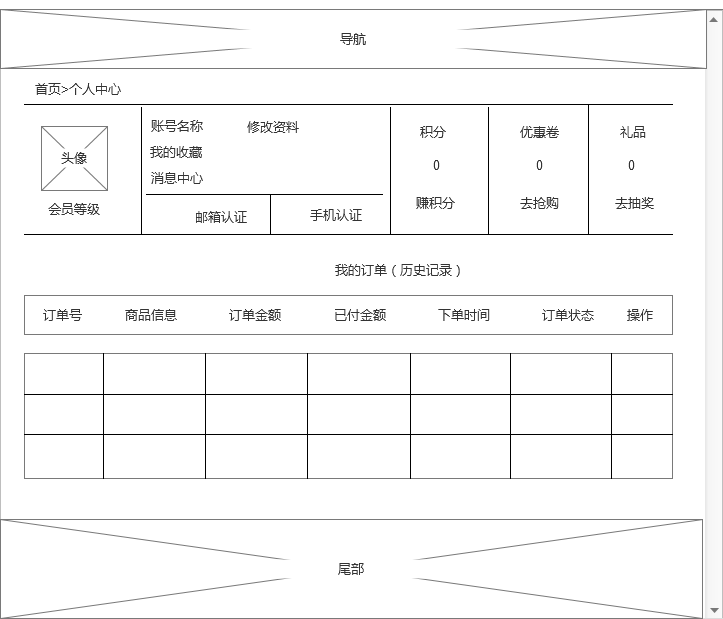 导航
首页>个人中心
头像
会员等级
账号名称 修改资料
我的收藏
消息中心
邮箱认证 手机认证
积分 优惠卷 礼品
0 0 0
赚积分 去抢购 去抽奖
我的订单（历史记录）
订单号 商品信息 订单金额 已付金额 下单时间 订单状态 操作
尾部